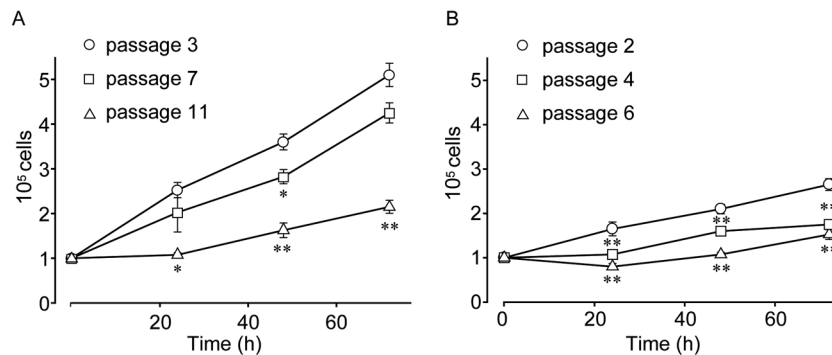 A
passage 3
passage 7
passage 11
10⁵ cells
5
4
3
2
1
0
*
*
**
**
20
40
60
Time (h)
B
passage 2
passage 4
passage 6
10⁵ cells
5
4
3
2
1
0
**
**
**
**
**
**
0
20
40
60
Time (h)